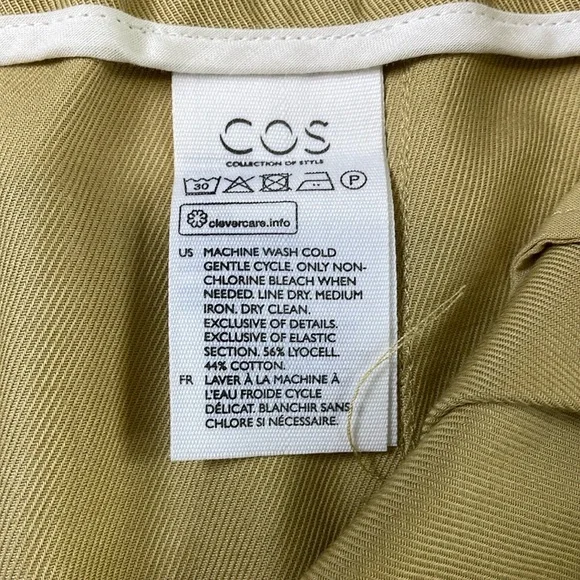 COS
COLLECTION OF STYLE
30 P
clevercare.info
US MACHINE WASH COLD
GENTLE CYCLE. ONLY NON-
CHLORINE BLEACH WHEN
NEEDED. LINE DRY. MEDIUM
IRON. DRY CLEAN.
EXCLUSIVE OF DETAILS.
EXCLUSIVE OF ELASTIC
SECTION. 56% LYOCELL.
44% COTTON.
FR LAVER À LA MACHINE À
L'EAU FROIDE CYCLE
DÉLICAT. BLANCHIR SANS
CHLORE SI NÉCESSAIRE.